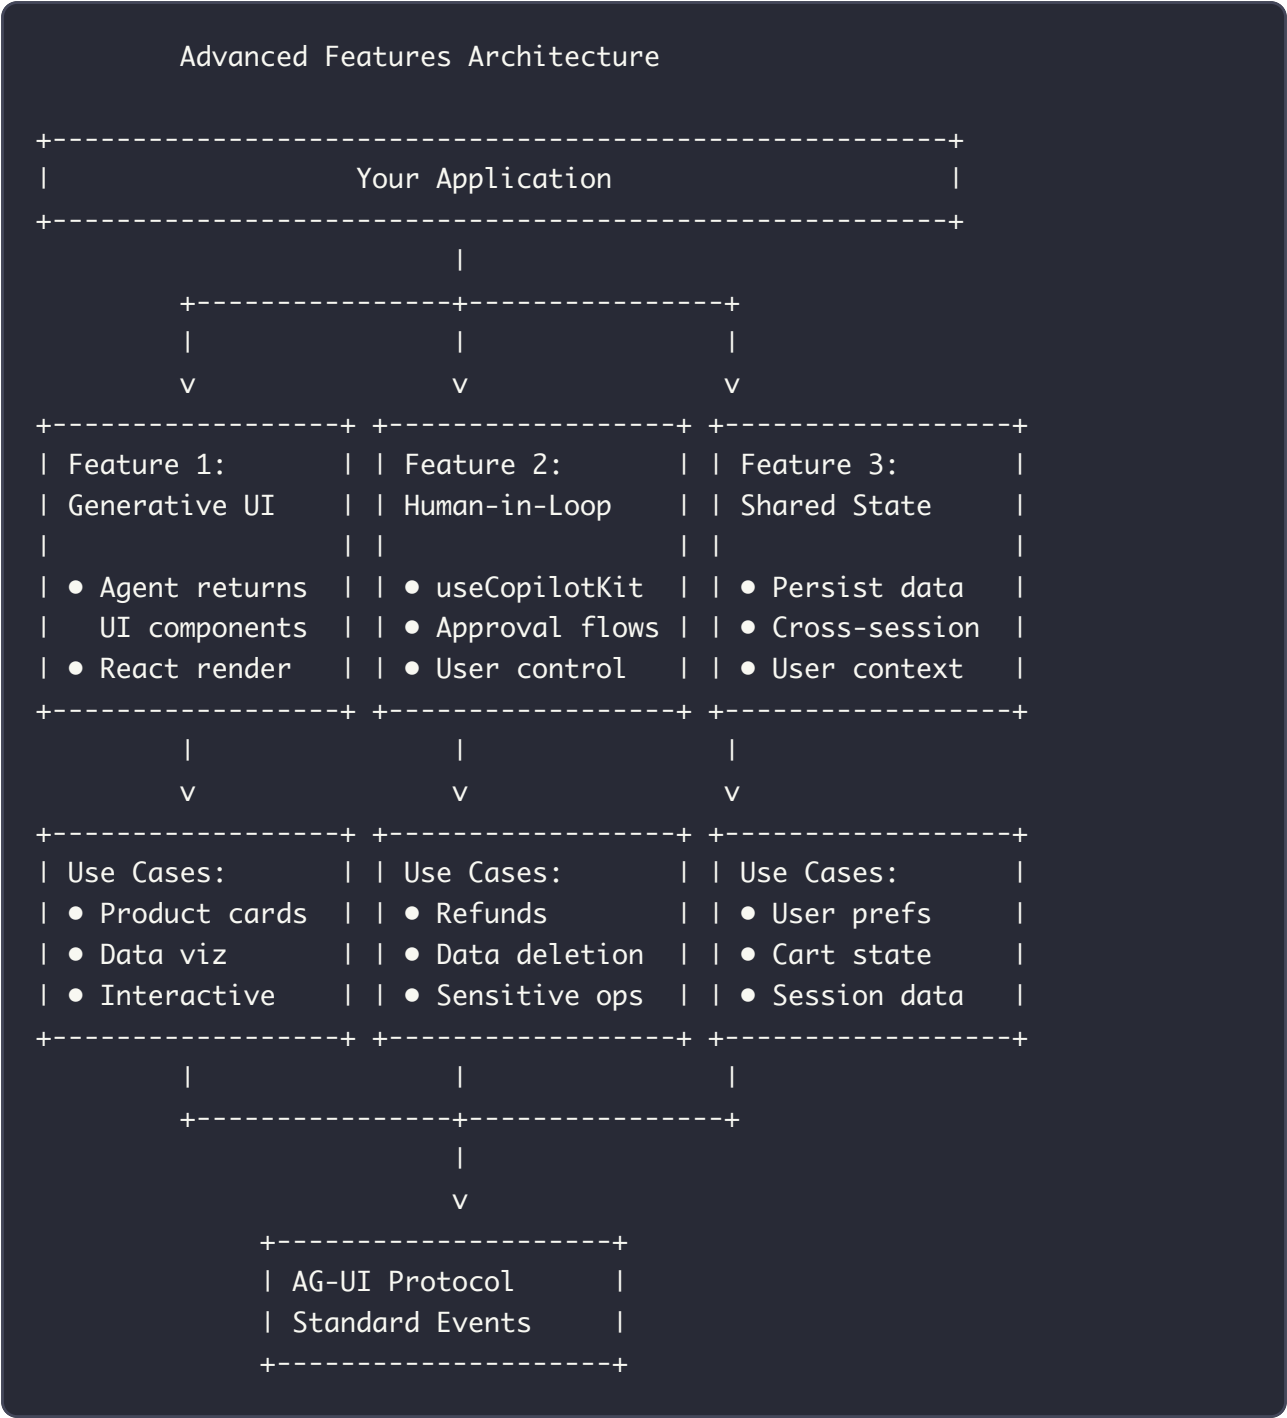 Advanced Features Architecture
+--------------------------------------------------------+
|                   Your Application                     |
+--------------------------------------------------------+
                          |
         +----------------+----------------+
         |                |                |
         v                v                v
+------------------+ +------------------+ +------------------+
| Feature 1:       | | Feature 2:       | | Feature 3:       |
| Generative UI    | | Human-in-Loop    | | Shared State     |
|                  | |                  | |                  |
| ● Agent returns  | | ● useCopilotKit  | | ● Persist data   |
|   UI components  | | ● Approval flows | | ● Cross-session  |
| ● React render   | | ● User control   | | ● User context   |
+------------------+ +------------------+ +------------------+
         |                |                |
         v                v                v
+------------------+ +------------------+ +------------------+
| Use Cases:       | | Use Cases:       | | Use Cases:       |
| ● Product cards  | | ● Refunds        | | ● User prefs     |
| ● Data viz       | | ● Data deletion  | | ● Cart state     |
| ● Interactive    | | ● Sensitive ops  | | ● Session data   |
+------------------+ +------------------+ +------------------+
         |                |                |
         +----------------+----------------+
                          |
                          v
              +---------------------+
              | AG-UI Protocol      |
              | Standard Events     |
              +---------------------+